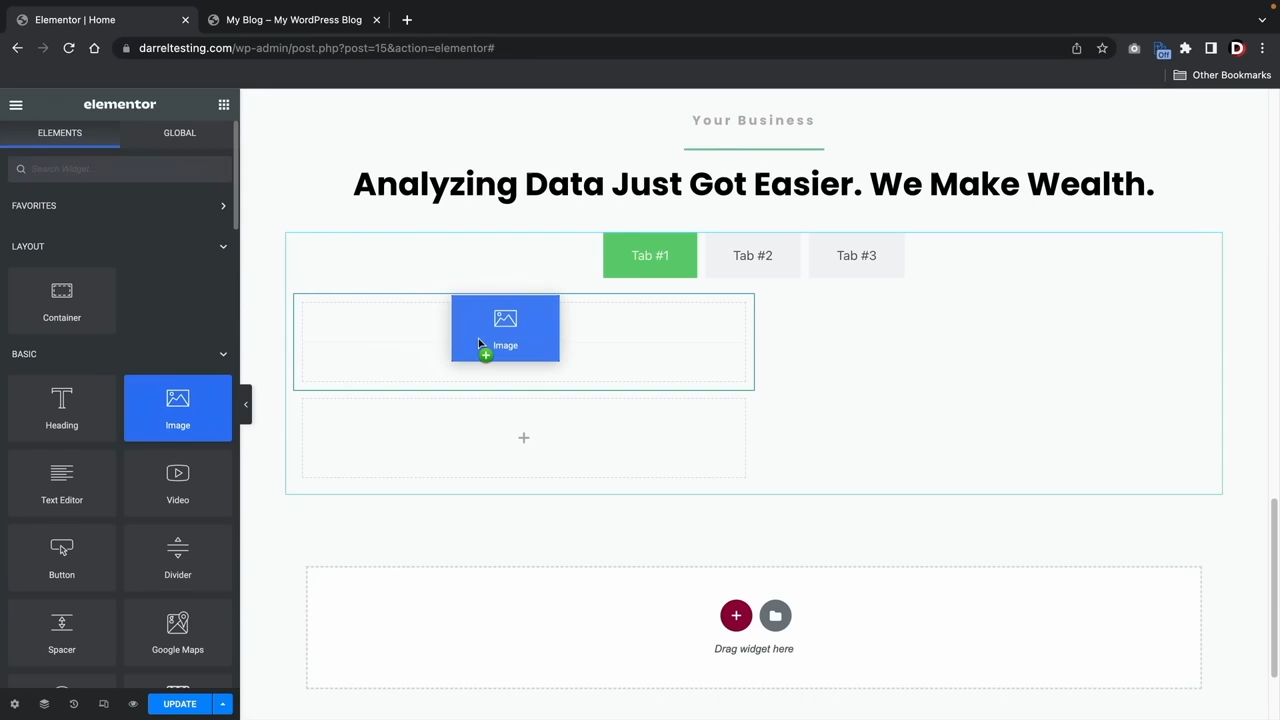 Elementor | Home
My Blog – My WordPress Blog
darreltesting.com/wp-admin/post.php?post=15&action=elementor#
Off
D
Other Bookmarks
elementor
ELEMENTS
GLOBAL
Search Widget...
FAVORITES
LAYOUT
Container
BASIC
Heading
Image
Text Editor
Video
Button
Divider
Spacer
Google Maps
UPDATE
Your Business
Analyzing Data Just Got Easier. We Make Wealth.
Tab #1
Tab #2
Tab #3
Image
Drag widget here